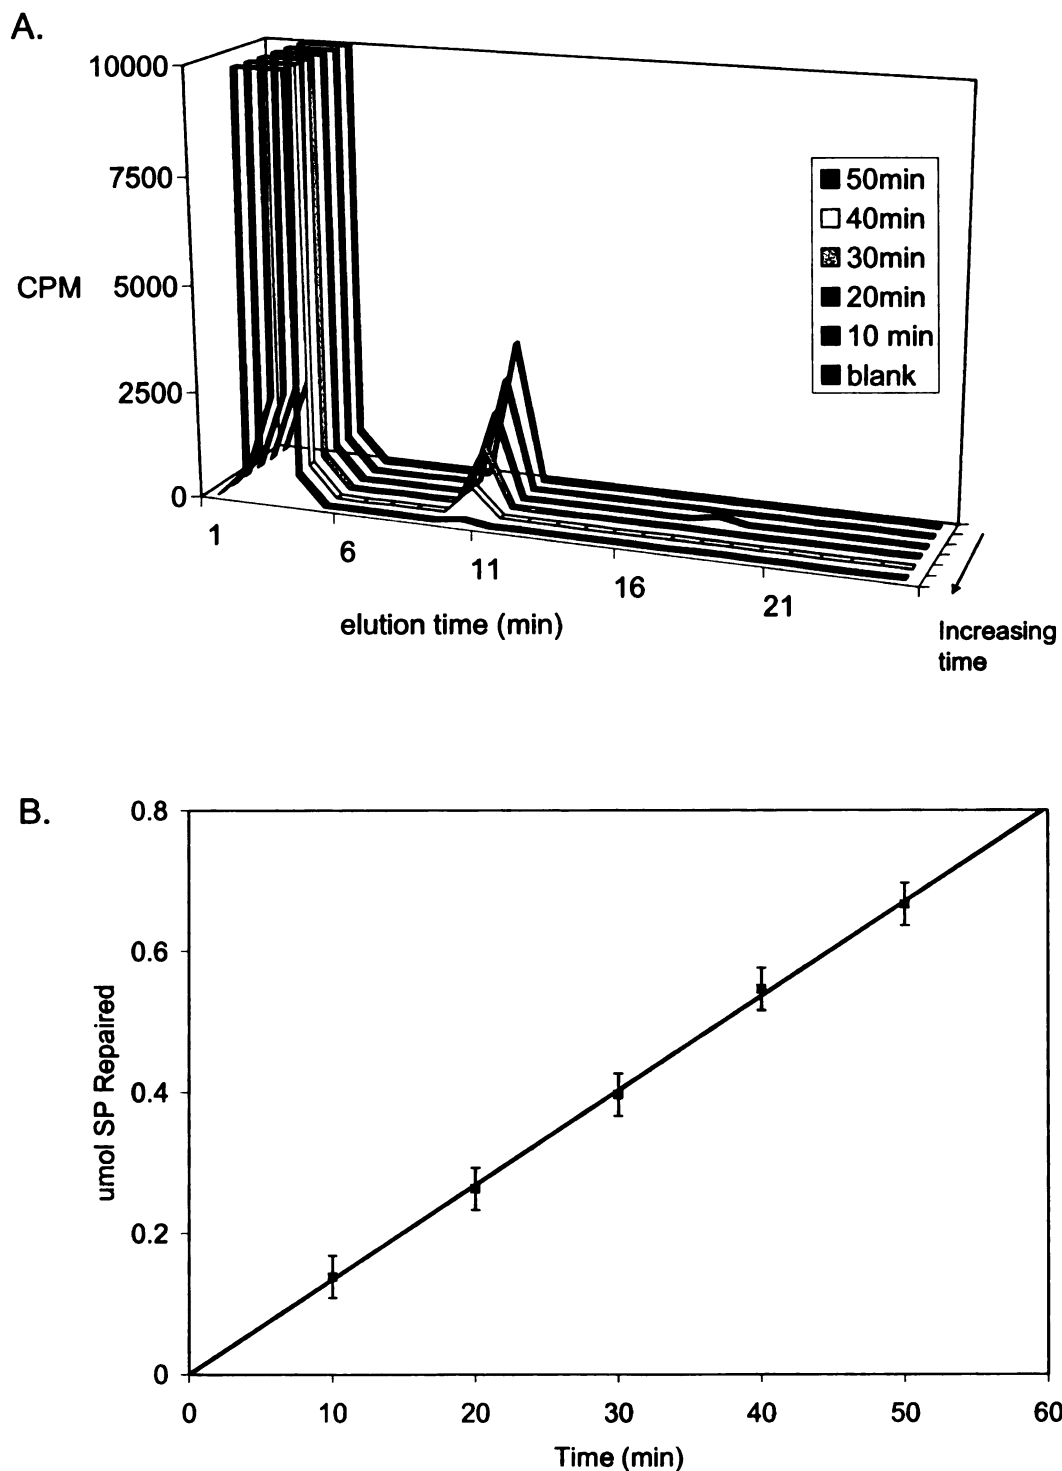 A.
10000
7500
CPM 5000
2500
0
1
6
11
16
21
elution time (min)
50min
40min
30min
20min
10 min
blank
Increasing
time
B.
0.8
0.6
0.4
0.2
0
umol SP Repaired
0 10 20 30 40 50 60
Time (min)